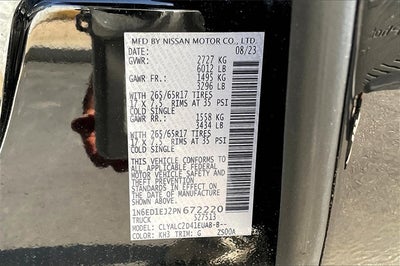 MFD BY NISSAN MOTOR CO., LTD.
DATE: 08/23
GVWR: 2727 KG
6012 LB
GAWR FR: 1495 KG
3296 LB
WITH 265/65R17 TIRES
17 X 7.5 RIMS AT 35 PSI
COLD SINGLE
GAWR RR: 1558 KG
3434 LB
WITH 265/65R17 TIRES
17 X 7.5 RIMS AT 35 PSI
COLD SINGLE
THIS VEHICLE CONFORMS TO
ALL APPLICABLE FEDERAL
MOTOR VEHICLE SAFETY
STANDARDS IN EFFECT ON
THE DATE OF MANUFACTURE
SHOWN ABOVE.
1N6ED1EJ2PN672220
TRUCK 527513
MODEL: CLYALC2D41EUAB-B--
COLOR: KH3 TRIM: G ZS00A